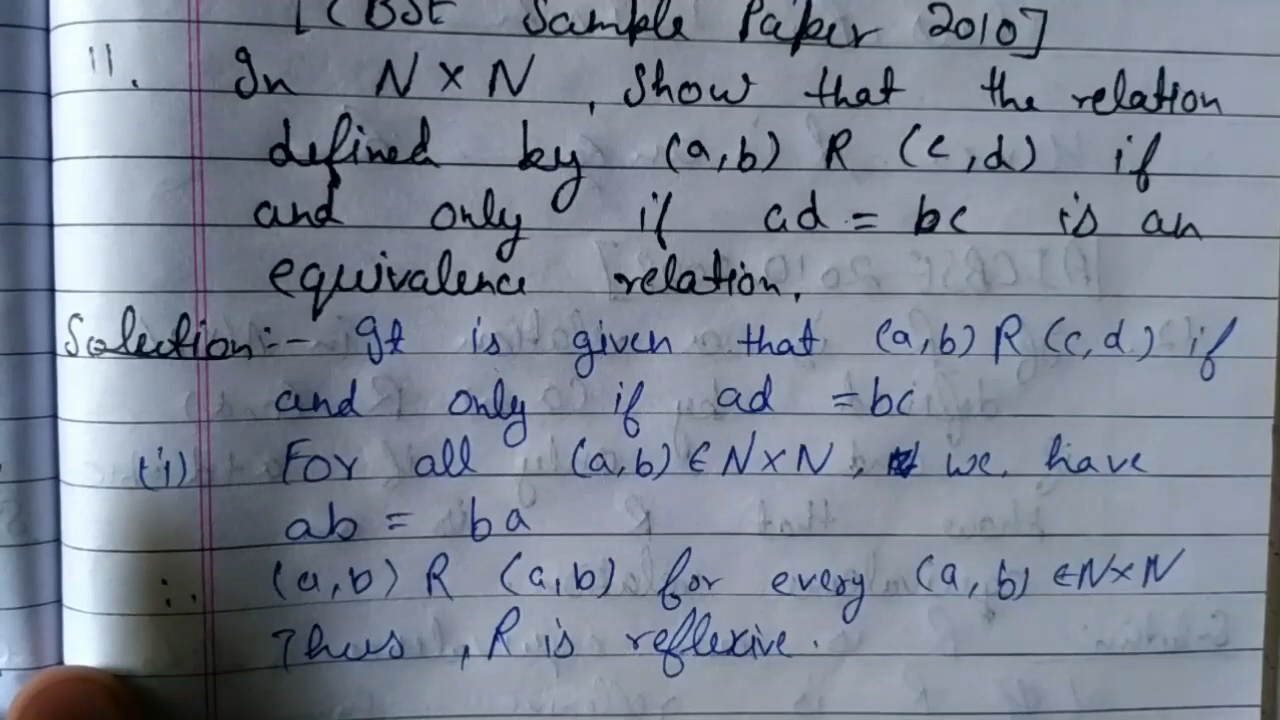 [CBSE Sample Paper 2010]
11. In N×N, show that the relation
defined by (a,b) R (c,d) if
and only if ad = bc is an
equivalence relation.
Solution:- It is given that (a,b) R (c,d) if
and only if ad = bc
(i) For all (a,b) ∈ N×N, we have
ab = ba
∴ (a,b) R (a,b) for every (a,b) ∈ N×N
Thus, R is reflexive.